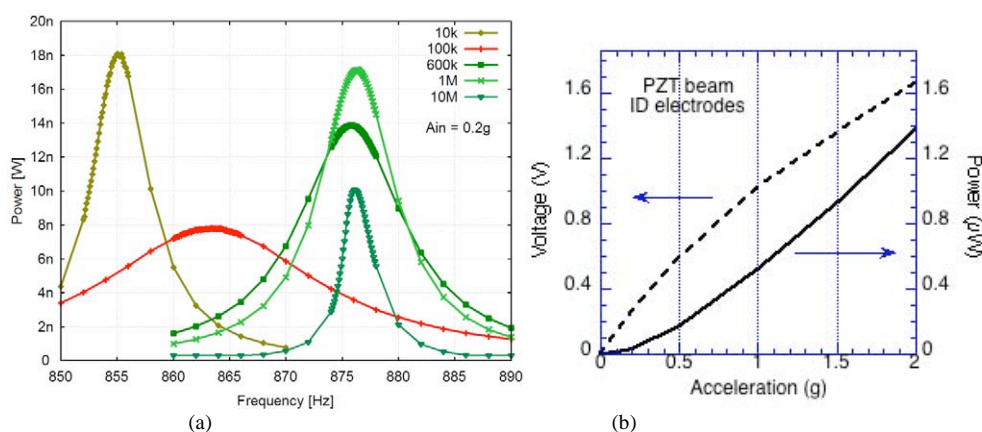 20n
18n
16n
14n
12n
10n
8n
6n
4n
2n
0
Power [W]
850 855 860 865 870 875 880 885 890
Frequency [Hz]
10k
100k
600k
1M
10M
Ain = 0.2g
(a)
PZT beam
ID electrodes
1.6
1.2
0.8
0.4
0
Voltage (V)
1.6
1.2
0.8
0.4
0
Power (µW)
0 0.5 1 1.5 2
Acceleration (g)
(b)